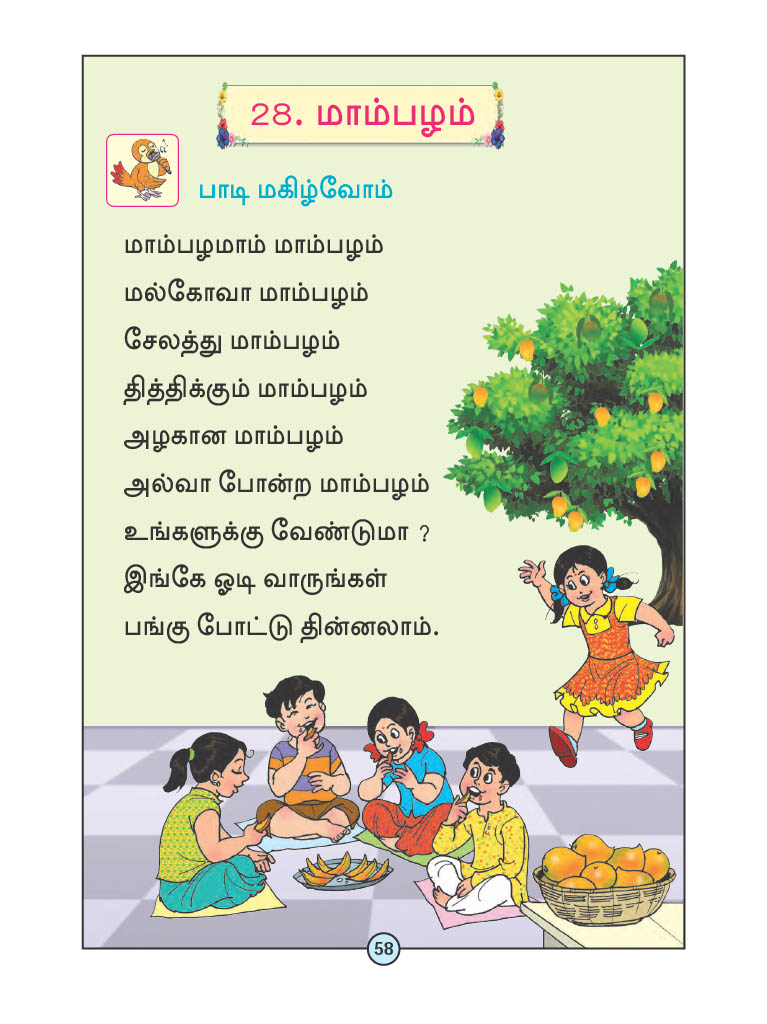 28. மாம்பழம்
பாடி மகிழ்வோம்
மாம்பழமாம் மாம்பழம்
மல்கோவா மாம்பழம்
சேலத்து மாம்பழம்
தித்திக்கும் மாம்பழம்
அழகான மாம்பழம்
அல்வா போன்ற மாம்பழம்
உங்களுக்கு வேண்டுமா ?
இங்கே ஓடி வாருங்கள்
பங்கு போட்டு தின்னலாம்.
58